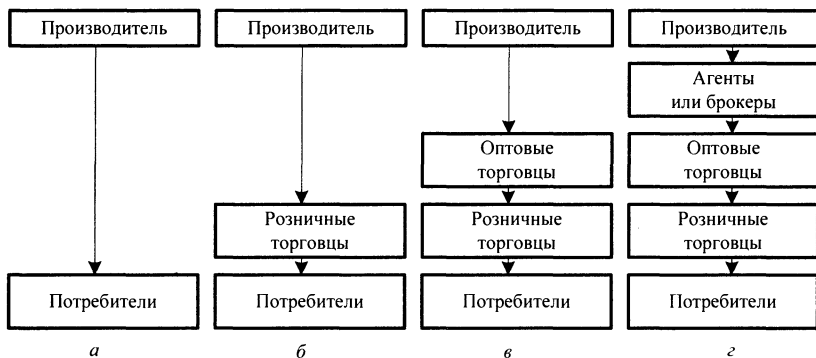 Производитель
Производитель
Производитель
Производитель
Агенты
или брокеры
Оптовые
торговцы
Оптовые
торговцы
Розничные
торговцы
Розничные
торговцы
Розничные
торговцы
Потребители
Потребители
Потребители
Потребители
а
б
в
г